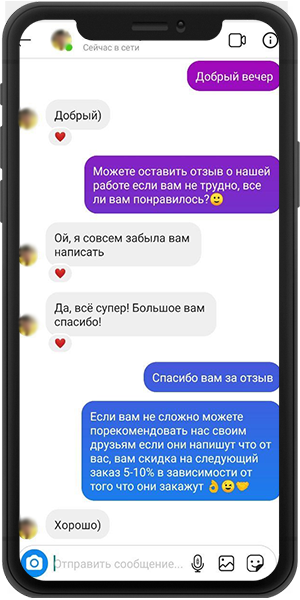 Сейчас в сети
Добрый вечер
Добрый)
Можете оставить отзыв о нашей
работе если вам не трудно, все
ли вам понравилось?😀
Ой, я совсем забыла вам
написать
Да, всё супер! Большое вам
спасибо!
Спасибо вам за отзыв
Если вам не сложно можете
порекомендовать нас своим
друзьям если они напишут что от
вас, вам скидка на следующий
заказ 5-10% в зависимости от
того что они закажут 👌😉🤝
Хорошо)
Отправить сообщение...